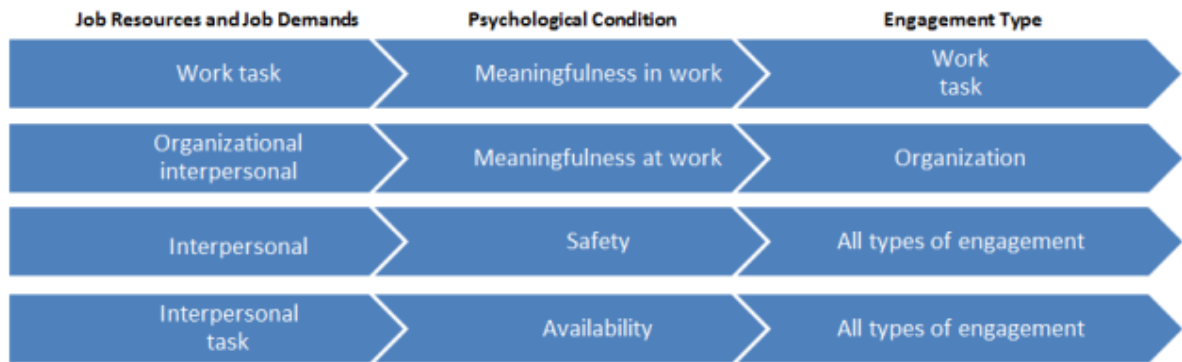 Job Resources and Job Demands Psychological Condition Engagement Type
Work task Meaningfulness in work Work
task
Organizational
interpersonal Meaningfulness at work Organization
Interpersonal Safety All types of engagement
Interpersonal
task Availability All types of engagement